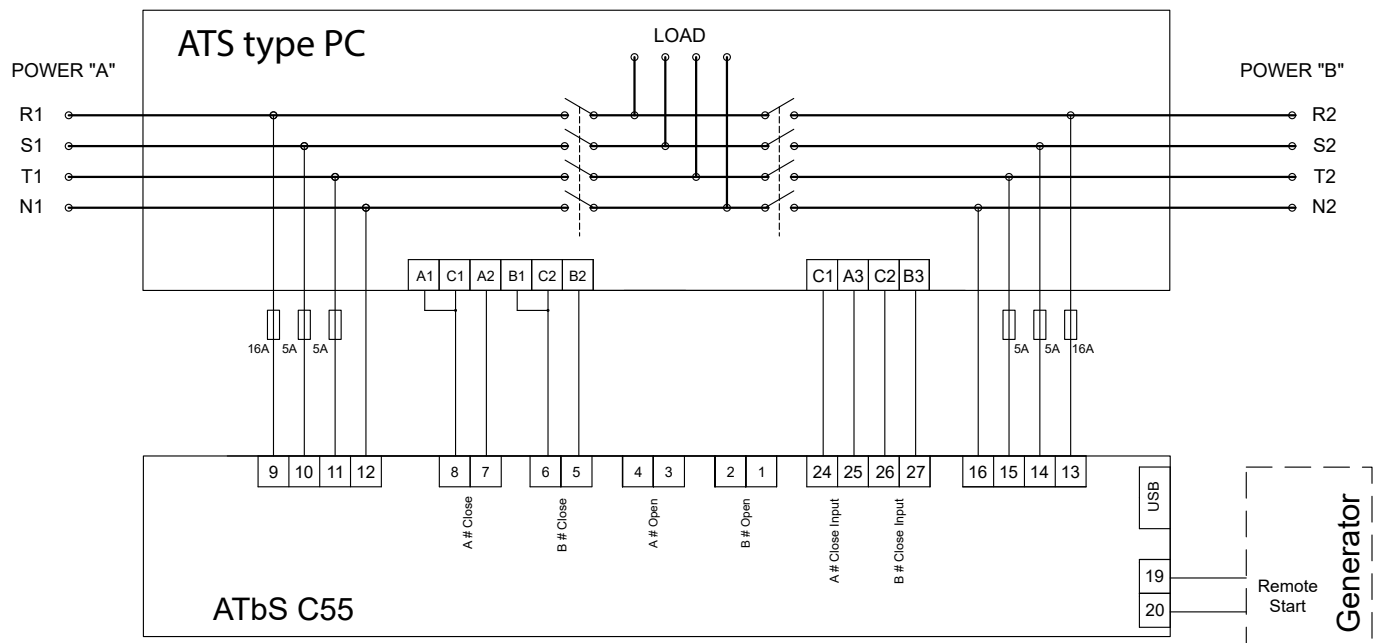 ATS type PC
LOAD
POWER "A"
POWER "B"
R1
R2
S1
S2
T1
T2
N1
N2
A1 C1 A2 B1 C2 B2
C1 A3 C2 B3
16A 5A 5A
5A 5A 16A
9 10 11 12
8 7
6 5
4 3
2 1
24 25 26 27
16 15 14 13
A # Close
B # Close
A # Open
B # Open
A # Close Input
B # Close Input
USB
19
20
Remote
Start
Generator
ATbS C55